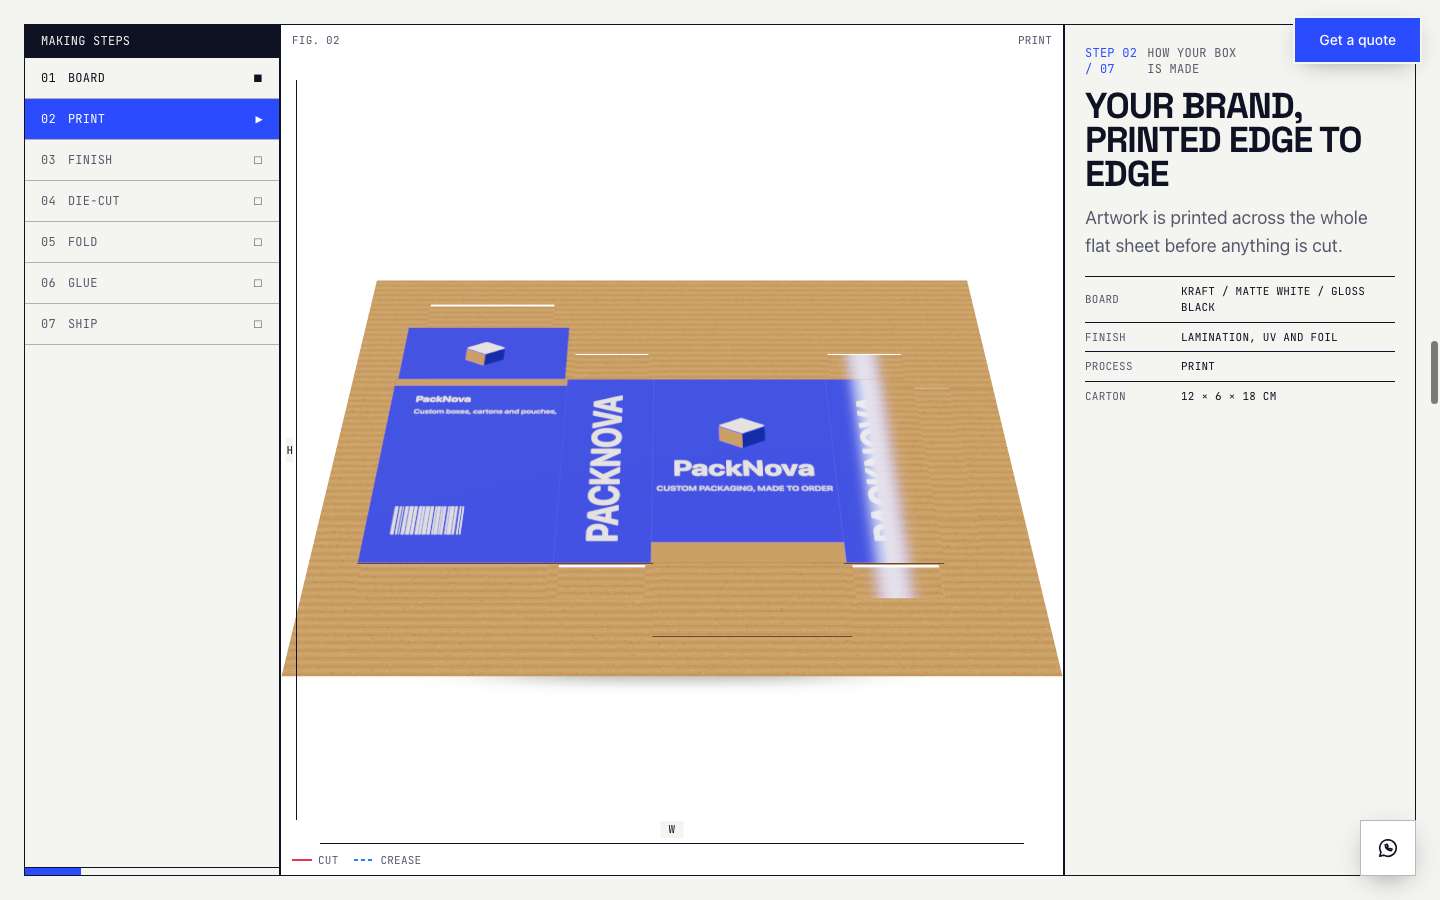 MAKING STEPS
01 BOARD
02 PRINT
03 FINISH
04 DIE-CUT
05 FOLD
06 GLUE
07 SHIP
FIG. 02
PRINT
H
PackNova
Custom boxes, cartons and pouches.
PACKNOVA
PackNova
CUSTOM PACKAGING, MADE TO ORDER
PACKNOVA
W
CUT
CREASE
Get a quote
STEP 02 / 07
HOW YOUR BOX IS MADE
YOUR BRAND,
PRINTED EDGE TO
EDGE
Artwork is printed across the whole
flat sheet before anything is cut.
BOARD KRAFT / MATTE WHITE / GLOSS
BLACK
FINISH LAMINATION, UV AND FOIL
PROCESS PRINT
CARTON 12 × 6 × 18 CM